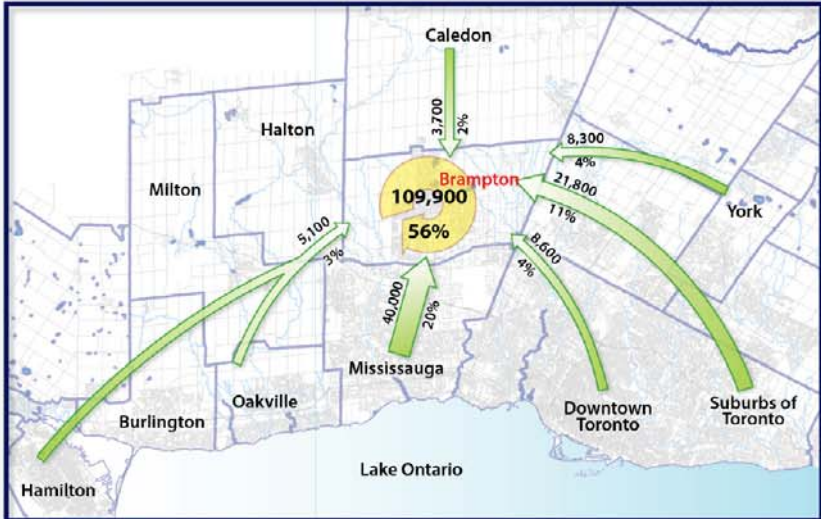 Caledon
3,700
2%
Halton
8,300
4%
Milton
Brampton
21,800
11%
York
109,900
56%
5,100
3%
8,600
4%
40,000
20%
Mississauga
Oakville
Burlington
Downtown
Toronto
Suburbs of
Toronto
Lake Ontario
Hamilton